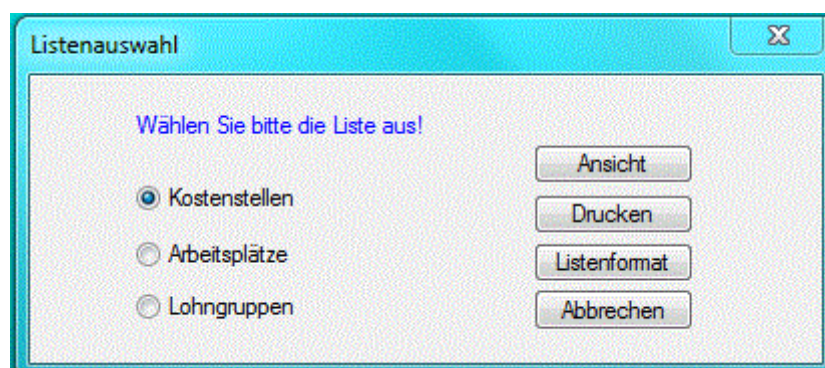 Listenauswahl
Wählen Sie bitte die Liste aus!
Kostenstellen
Arbeitsplätze
Lohngruppen
Ansicht
Drucken
Listenformat
Abbrechen